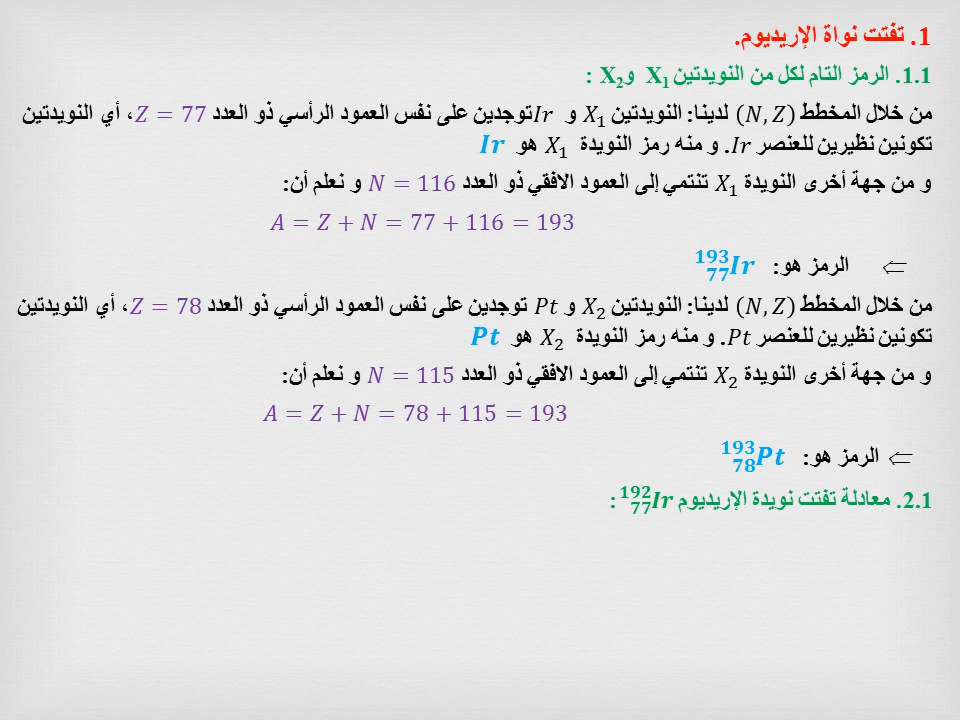 1. تفتت نواة الإريديوم.
1.1. الرمز التام لكل من النويدتين X₁ وX₂ :
من خلال المخطط (N, Z) لدينا: النويدتين X₁ و Ir توجدين على نفس العمود الرأسي ذو العدد Z = 77، أي النويدتين
تكونين نظيرين للعنصر Ir. و منه رمز النويدة X₁ هو Ir
و من جهة أخرى النويدة X₁ تنتمي إلى العمود الافقي ذو العدد N = 116 و نعلم أن:
A = Z + N = 77 + 116 = 193
⇐ الرمز هو: ¹⁹³₇₇Ir
من خلال المخطط (N, Z) لدينا: النويدتين X₂ و Pt توجدين على نفس العمود الرأسي ذو العدد Z = 78، أي النويدتين
تكونين نظيرين للعنصر Pt. و منه رمز النويدة X₂ هو Pt
و من جهة أخرى النويدة X₂ تنتمي إلى العمود الافقي ذو العدد N = 115 و نعلم أن:
A = Z + N = 78 + 115 = 193
⇐ الرمز هو: ¹⁹³₇₈Pt
2.1. معادلة تفتت نويدة الإريديوم ¹⁹²₇₇Ir :